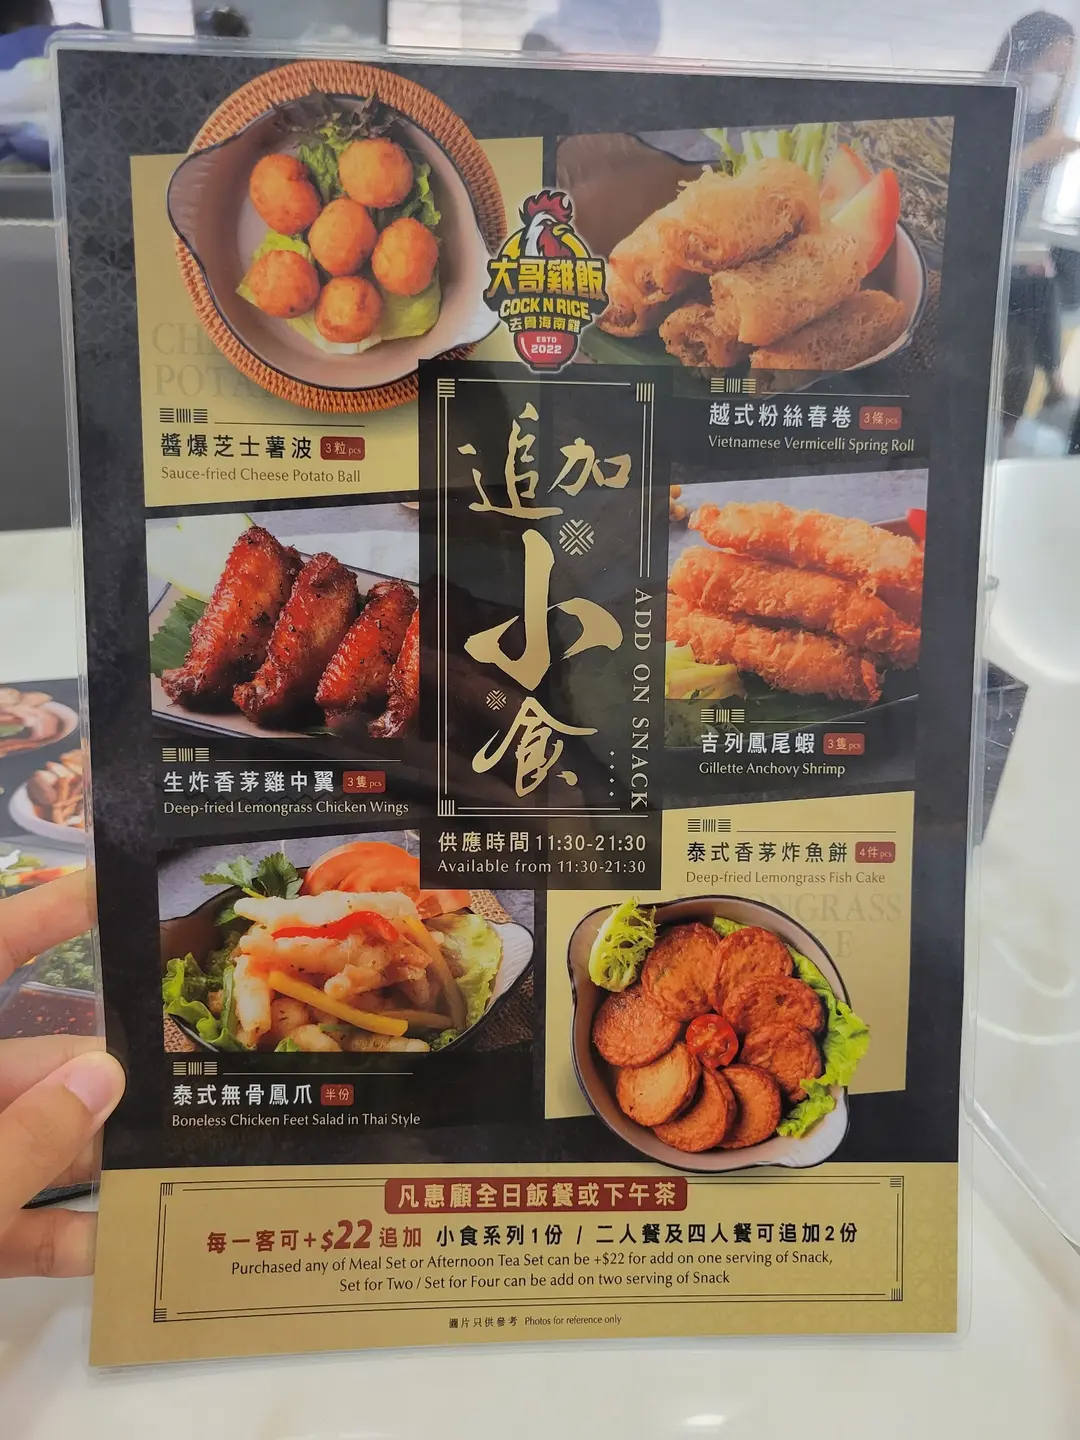 大哥雞飯
COCK N RICE
去骨海南雞
ESTD
2022
醬爆芝士薯波 3粒pcs
Sauce-fried Cheese Potato Ball
越式粉絲春卷 3條pcs
Vietnamese Vermicelli Spring Roll
追加
小食
ADD ON SNACK
生炸香茅雞中翼 3隻pcs
Deep-fried Lemongrass Chicken Wings
吉列鳳尾蝦 3隻pcs
Gillette Anchovy Shrimp
供應時間 11:30-21:30
Available from 11:30-21:30
泰式香茅炸魚餅 4件pcs
Deep-fried Lemongrass Fish Cake
泰式無骨鳳爪 半份
Boneless Chicken Feet Salad in Thai Style
凡惠顧全日飯餐或下午茶
每一客可+$22追加 小食系列1份 / 二人餐及四人餐可追加2份
Purchased any of Meal Set or Afternoon Tea Set can be +$22 for add on one serving of Snack,
Set for Two / Set for Four can be add on two serving of Snack
圖片只供參考 Photos for reference only